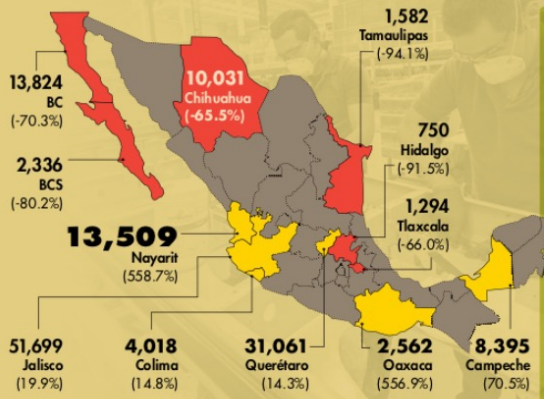 1,582
Tamaulipas
(-94.1%)
13,824
BC
(-70.3%)
10,031
Chihuahua
(-65.5%)
750
Hidalgo
(-91.5%)
2,336
BCS
(-80.2%)
1,294
Tlaxcala
(-66.0%)
13,509
Nayarit
(558.7%)
51,699
Jalisco
(19.9%)
4,018
Colima
(14.8%)
31,061
Querétaro
(14.3%)
2,562
Oaxaca
(556.9%)
8,395
Campeche
(70.5%)